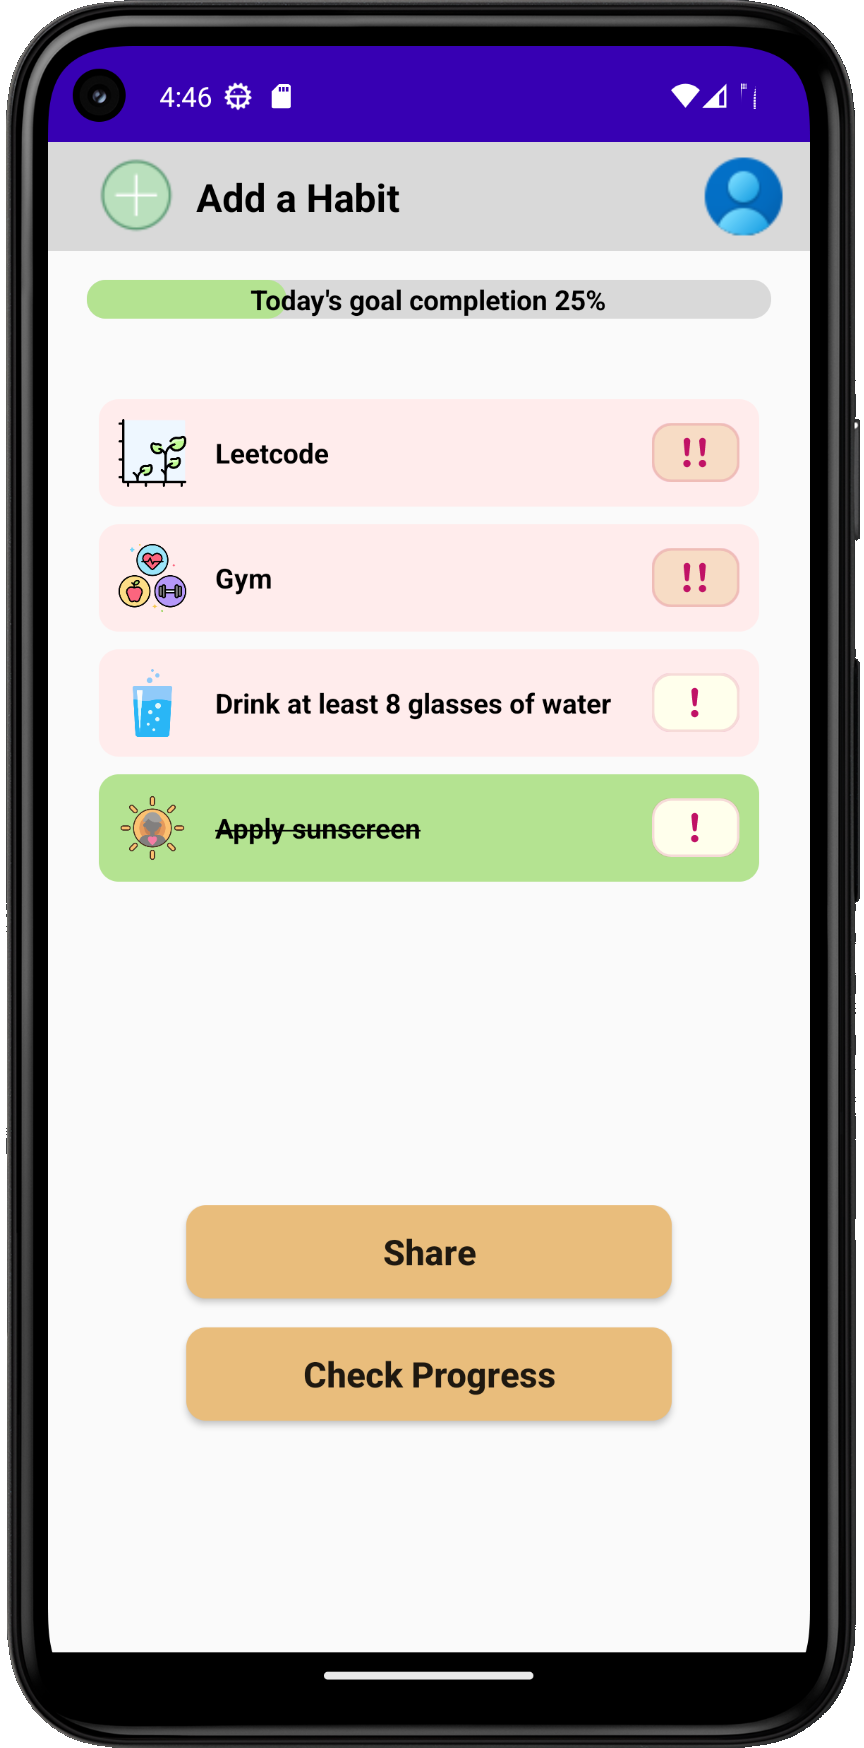 4:46
Add a Habit
Today's goal completion 25%
Leetcode !!
Gym !!
Drink at least 8 glasses of water !
Apply sunscreen !
Share
Check Progress